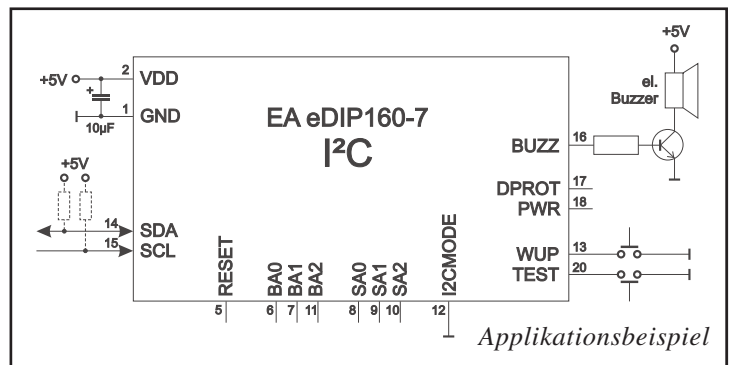 +5V
el.
Buzzer
+5V
2
VDD
1
GND
10µF
EA eDIP160-7
I²C
BUZZ
16
DPROT
17
PWR
18
+5V
14
SDA
15
SCL
WUP
13
TEST
20
RESET
BA0
BA1
BA2
SA0
SA1
SA2
I2CMODE
5
6
7
11
8
9
10
12
Applikationsbeispiel